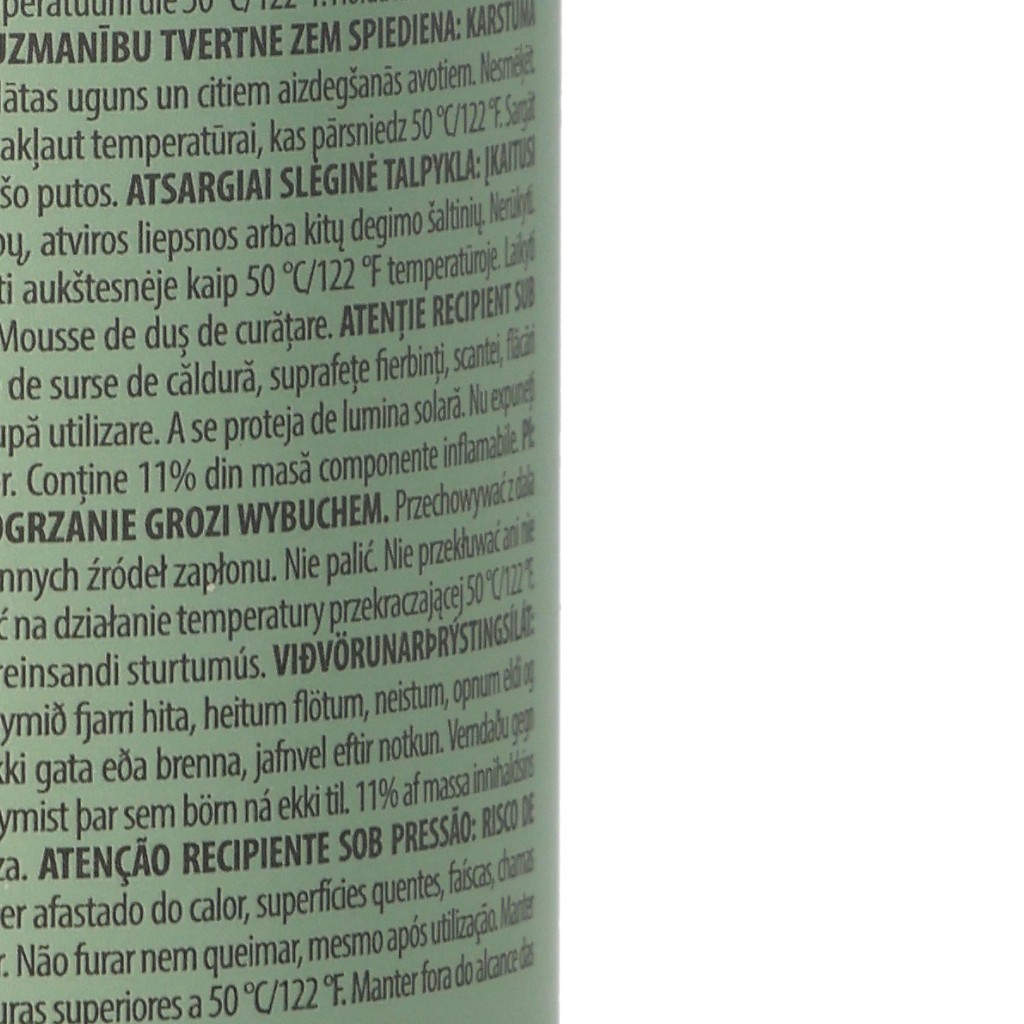 UZMANĪBU TVERTNE ZEM SPIEDIENA: KARSTUMĀ
lātas uguns un citiem aizdegšanās avotiem. Nesmēķēt.
akļaut temperatūrai, kas pārsniedz 50 °C/122 °F. Sargāt
šo putos. ATSARGIAI SLĖGINĖ TALPYKLA: ĮKAITUSI
bų, atviros liepsnos arba kitų degimo šaltinių. Nerūkyti.
ti aukštesnėje kaip 50 °C/122 °F temperatūroje. Laikyti
Mousse de duș de curățare. ATENȚIE RECIPIENT SUB
de surse de căldură, suprafețe fierbinți, scantei, flăcări
upă utilizare. A se proteja de lumina solară. Nu expuneți
r. Conține 11% din masă componente inflamabile. PL:
OGRZANIE GROZI WYBUCHEM. Przechowywać z dala
nnych źródeł zapłonu. Nie palić. Nie przekłuwać ani nie
ć na działanie temperatury przekraczającej 50 °C/122 °F.
reinsandi sturtumús. VIÐVÖRUNARÞRÝSTINGSÍLÁT:
ymið fjarri hita, heitum flötum, neistum, opnum eldi og
kki gata eða brenna, jafnvel eftir notkun. Verndaðu gegn
ymist þar sem börn ná ekki til. 11% af massa innihaldsins
za. ATENÇÃO RECIPIENTE SOB PRESSÃO: RISCO DE
er afastado do calor, superfícies quentes, faíscas, chamas
r. Não furar nem queimar, mesmo após utilização. Manter
uras superiores a 50 °C/122 °F. Manter fora do alcance das